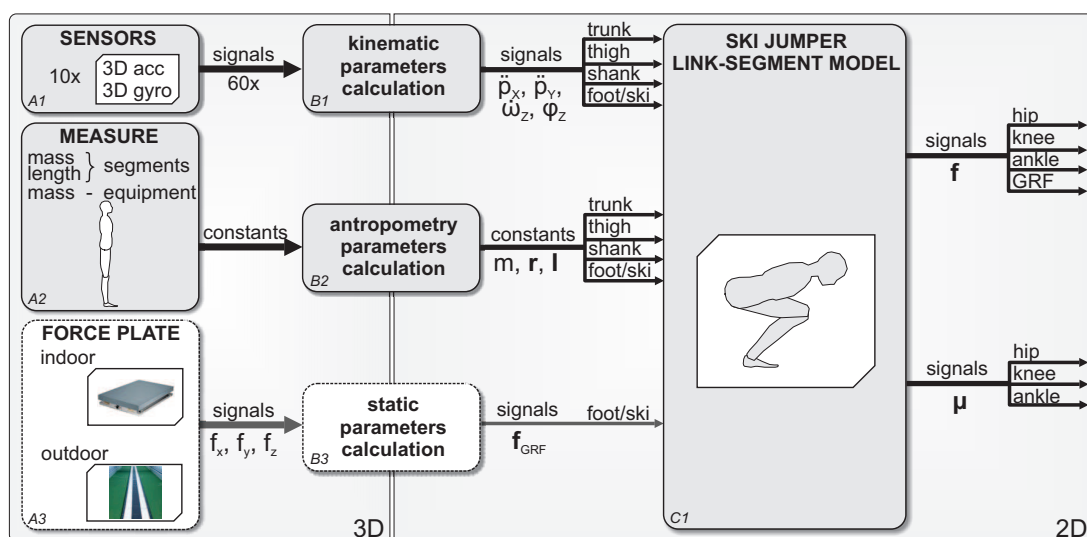 SENSORS
10x
3D acc
3D gyro
A1
signals
60x
kinematic
parameters
calculation
B1
signals
p̈X, p̈Y,
ω̇Z, φZ
trunk
thigh
shank
foot/ski
MEASURE
mass
length } segments
mass - equipment
A2
constants
antropometry
parameters
calculation
B2
constants
m, r, l
trunk
thigh
shank
foot/ski
FORCE PLATE
indoor
outdoor
A3
signals
fx, fy, fz
static
parameters
calculation
B3
signals
fGRF
foot/ski
3D
SKI JUMPER
LINK-SEGMENT MODEL
C1
signals
f
hip
knee
ankle
GRF
signals
μ
hip
knee
ankle
2D